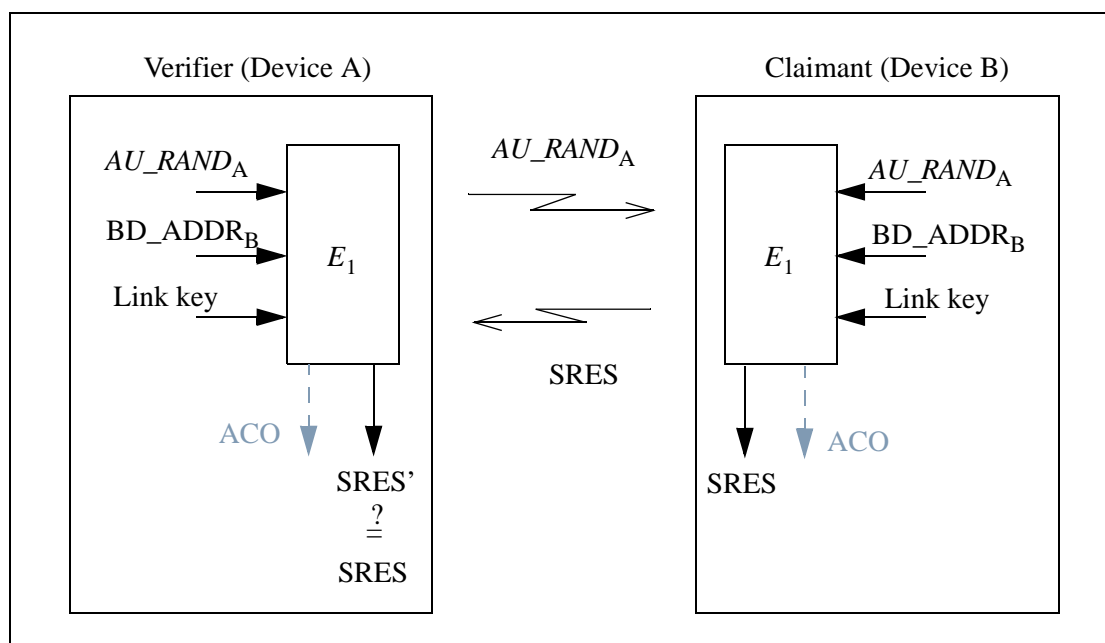 Verifier (Device A)
Claimant (Device B)
AU_RANDA
BD_ADDRB
Link key
E1
ACO
SRES’
?
=
SRES
AU_RANDA
SRES
E1
AU_RANDA
BD_ADDRB
Link key
SRES
ACO